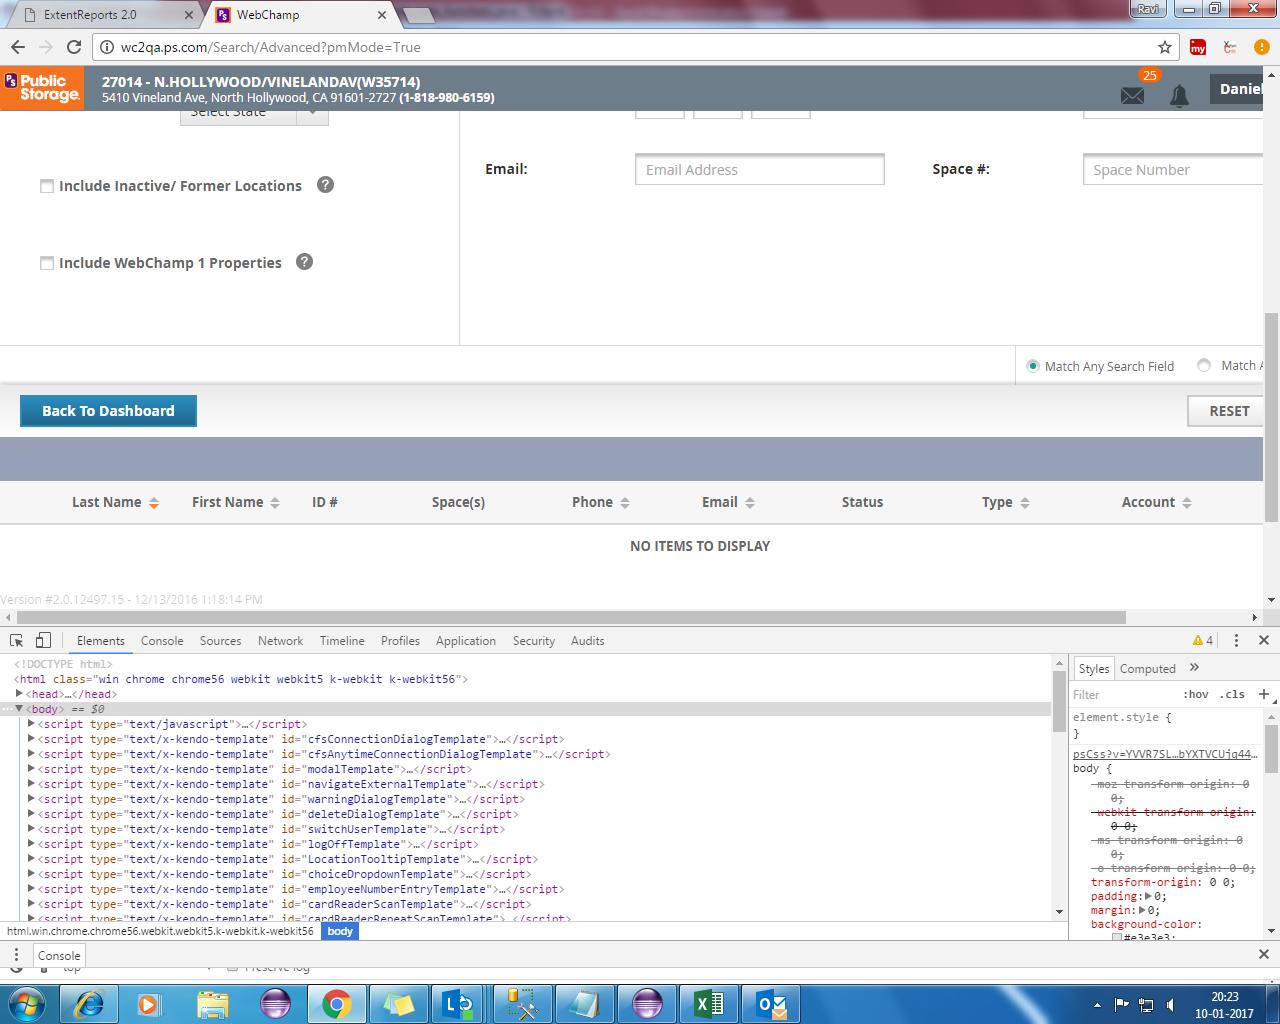 ExtentReports 2.0
WebChamp
Ravi
wc2qa.ps.com/Search/Advanced?pmMode=True
my
PS Public Storage
27014 - N.HOLLYWOOD/VINELANDAV(W35714)
5410 Vineland Ave, North Hollywood, CA 91601-2727 (1-818-980-6159)
25
Daniel
Select State
Email:
Email Address
Space #:
Space Number
Include Inactive/ Former Locations ?
Include WebChamp 1 Properties ?
Match Any Search Field
Match A
Back To Dashboard
RESET
Last Name First Name ID # Space(s) Phone Email Status Type Account
NO ITEMS TO DISPLAY
Version #2.0.12497.15 - 12/13/2016 1:18:14 PM
Elements Console Sources Network Timeline Profiles Application Security Audits
4
<!DOCTYPE html>
<html class="win chrome chrome56 webkit webkit5 k-webkit k-webkit56">
<head>…</head>
<body> == $0
<script type="text/javascript">…</script>
<script type="text/x-kendo-template" id="cfsConnectionDialogTemplate">…</script>
<script type="text/x-kendo-template" id="cfsAnytimeConnectionDialogTemplate">…</script>
<script type="text/x-kendo-template" id="modalTemplate">…</script>
<script type="text/x-kendo-template" id="navigateExternalTemplate">…</script>
<script type="text/x-kendo-template" id="warningDialogTemplate">…</script>
<script type="text/x-kendo-template" id="deleteDialogTemplate">…</script>
<script type="text/x-kendo-template" id="switchUserTemplate">…</script>
<script type="text/x-kendo-template" id="logOffTemplate">…</script>
<script type="text/x-kendo-template" id="LocationTooltipTemplate">…</script>
<script type="text/x-kendo-template" id="choiceDropdownTemplate">…</script>
<script type="text/x-kendo-template" id="employeeNumberEntryTemplate">…</script>
<script type="text/x-kendo-template" id="cardReaderScanTemplate">…</script>
<script type="text/x-kendo-template" id="cardReaderRepeatScanTemplate">…</script>
html.win.chrome.chrome56.webkit.webkit5.k-webkit.k-webkit56 body
Styles Computed »
Filter :hov .cls +
element.style {
}
psCss?v=YVVR7SL…bYXTVCUjq44…
body {
-moz-transform-origin: 0
0;
-webkit-transform-origin:
0 0;
-ms-transform-origin: 0
0;
-o-transform-origin: 0 0;
transform-origin: 0 0;
padding: 0;
margin: 0;
background-color:
#e3e3e3;
Console
top
Preserve log
20:23
10-01-2017